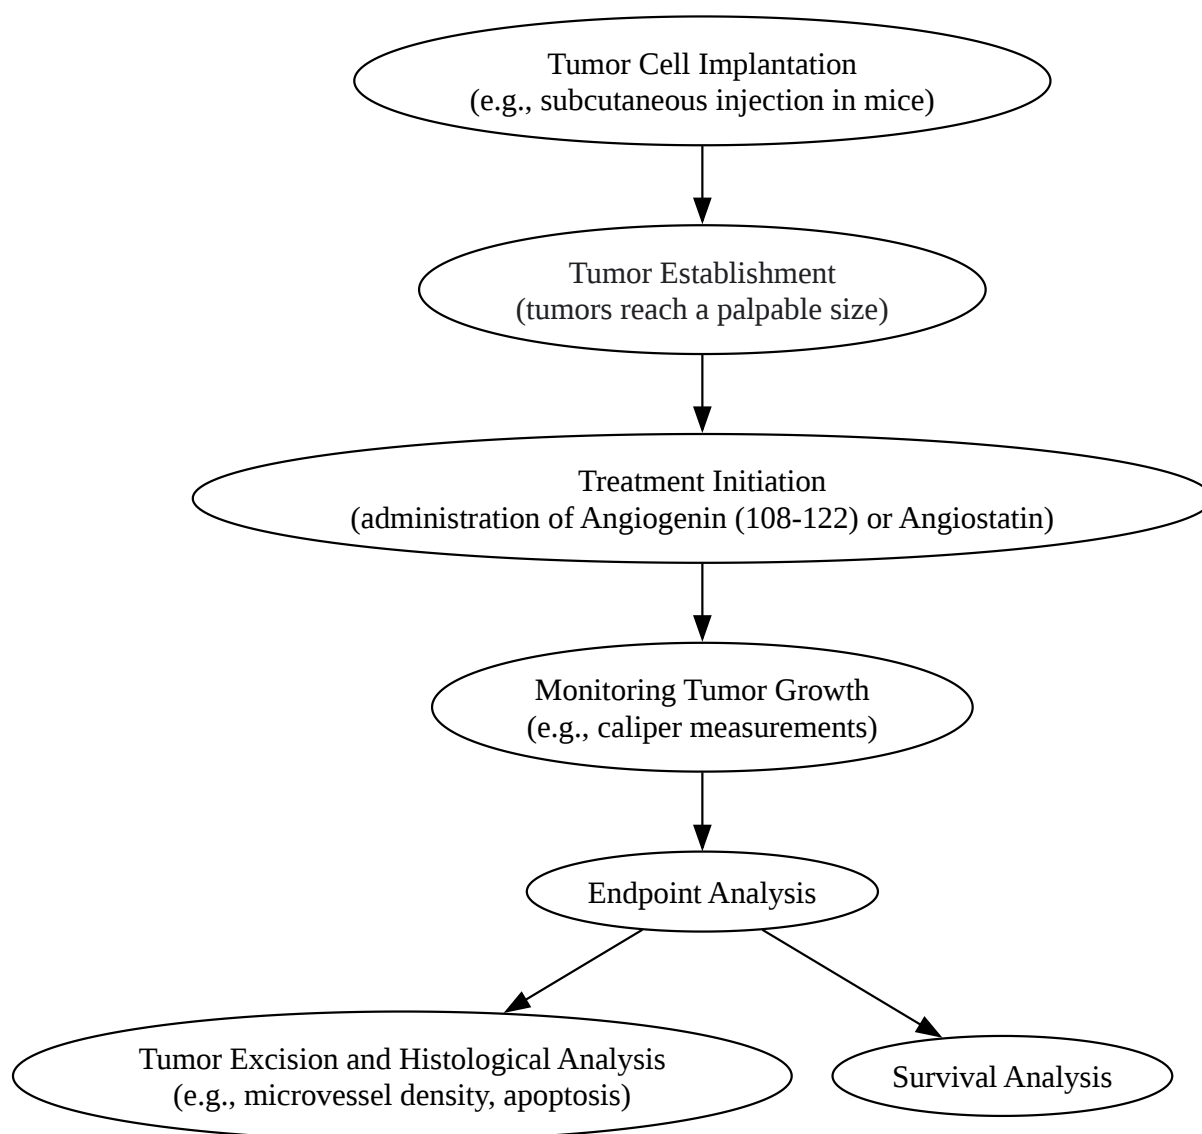 Tumor Cell Implantation
(e.g., subcutaneous injection in mice)
Tumor Establishment
(tumors reach a palpable size)
Treatment Initiation
(administration of Angiogenin (108-122) or Angiostatin)
Monitoring Tumor Growth
(e.g., caliper measurements)
Endpoint Analysis
Tumor Excision and Histological Analysis
(e.g., microvessel density, apoptosis)
Survival Analysis